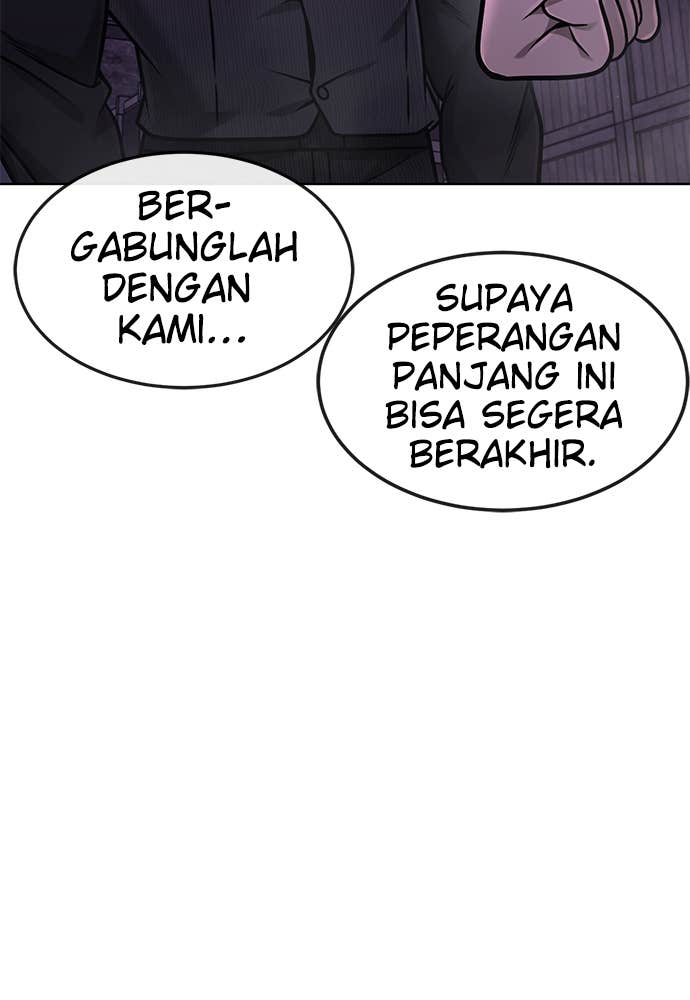 BER-
GABUNGLAH
DENGAN
KAMI...
SUPAYA
PEPERANGAN
PANJANG INI
BISA SEGERA
BERAKHIR.